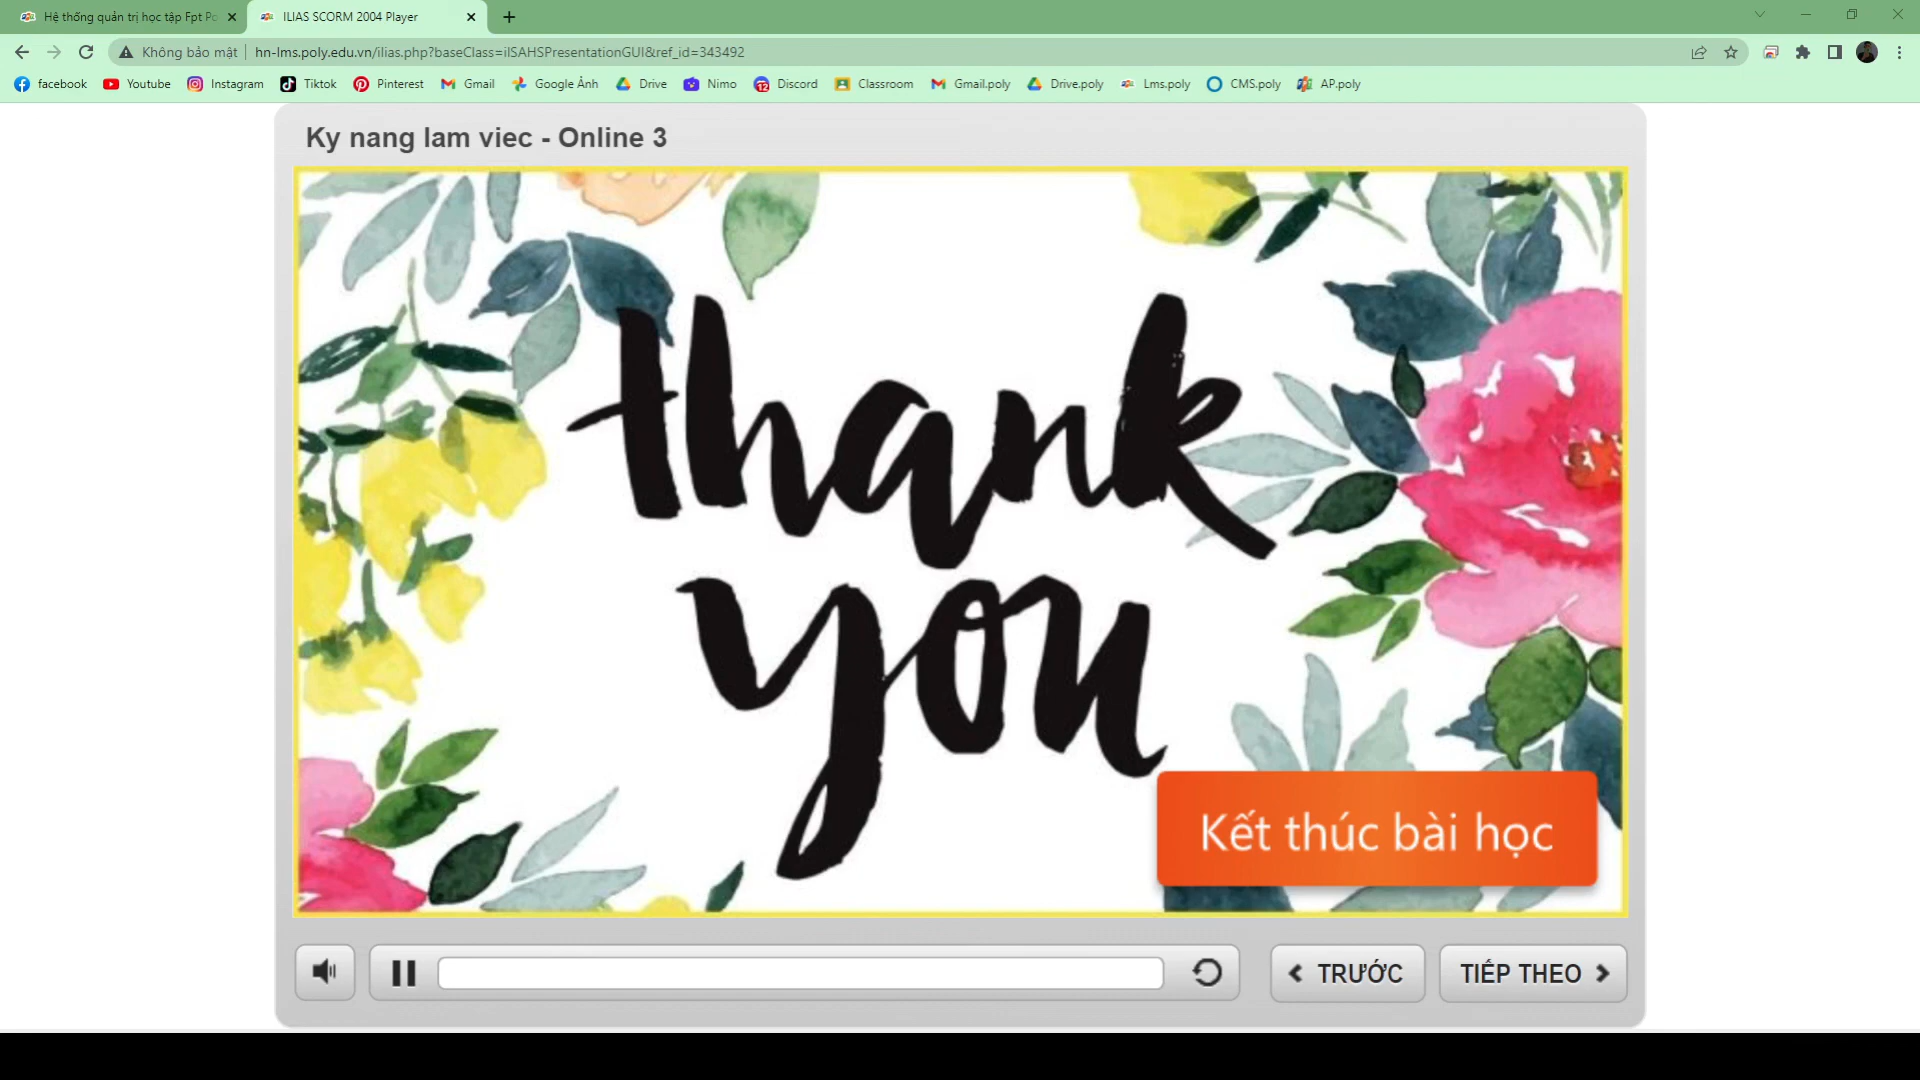 Hệ thống quản trị học tập Fpt Po
ILIAS SCORM 2004 Player
Không bảo mật
hn-lms.poly.edu.vn/ilias.php?baseClass=ilSAHSPresentationGUI&ref_id=343492
facebook
Youtube
Instagram
Tiktok
Pinterest
Gmail
Google Ảnh
Drive
Nimo
12
Discord
Classroom
Gmail.poly
Drive.poly
Lms.poly
CMS.poly
AP.poly
Ky nang lam viec - Online 3
thank
you
Kết thúc bài học
TRƯỚC
TIẾP THEO